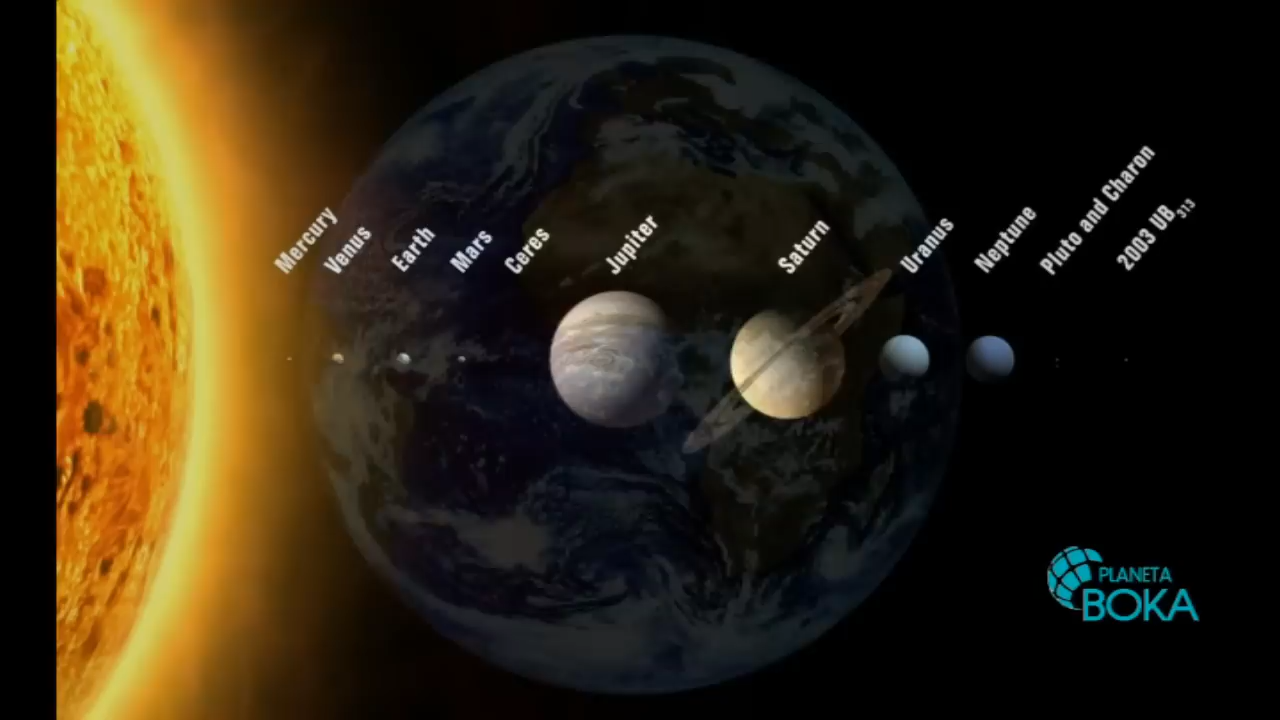 Mercury
Venus
Earth
Mars
Ceres
Jupiter
Saturn
Uranus
Neptune
Pluto and Charon
2003 UB313
PLANETA
BOKA